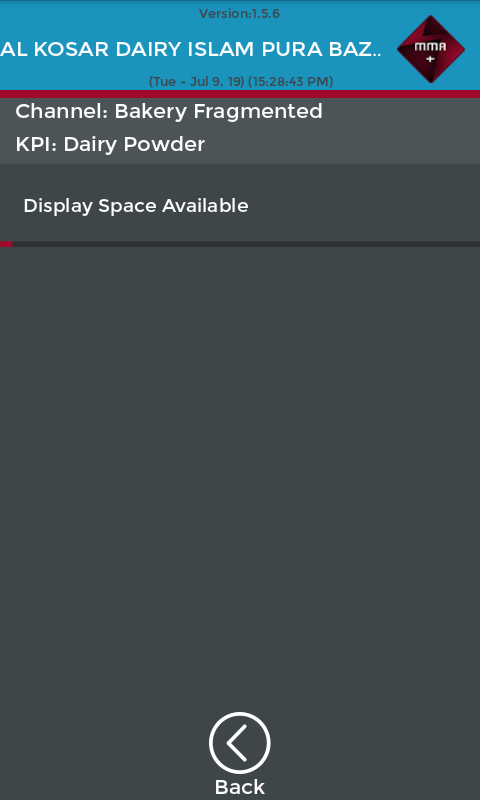 Version:1.5.6
AL KOSAR DAIRY ISLAM PURA BAZ..
MMA
+
(Tue - Jul 9, 19) (15:28:43 PM)
Channel: Bakery Fragmented
KPI: Dairy Powder
Display Space Available
Back